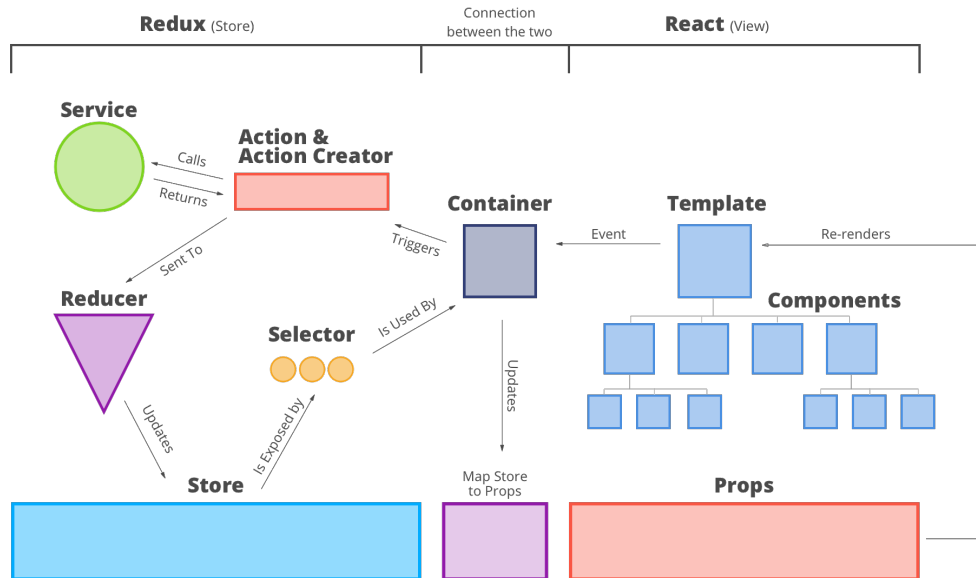 Redux (Store)
Connection
between the two
React (View)
Service
Action &
Action Creator
Calls
Returns
Container
Template
Triggers
Event
Re-renders
Sent To
Reducer
Components
Selector
Is Used By
Updates
Updates
Is Exposed by
Store
Map Store
to Props
Props